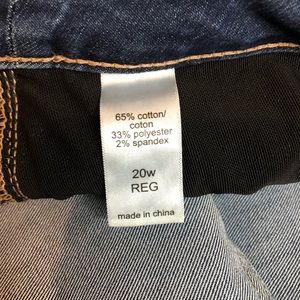 65% cotton/
coton
33% polyester
2% spandex
20w
REG
made in china